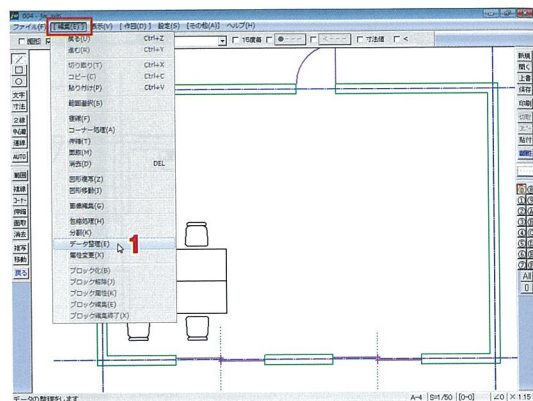 004 - jw_win
ファイル(F) [編集(E)] 表示(V) [作図(D)] 設定(S) [その他(A)] ヘルプ(H)
15度毎 寸法値 <
戻る(U) Ctrl+Z
進む(R) Ctrl+Y
切り取り(T) Ctrl+X
コピー(C) Ctrl+C
貼り付け(P) Ctrl+V
範囲選択(S)
複線(F)
コーナー処理(A)
伸縮(T)
面取(M)
消去(D) DEL
図形複写(Z)
図形移動(I)
画像編集(G)
包絡処理(H)
分割(K)
データ整理(E)
属性変更(X)
ブロック化(B)
ブロック解除(J)
ブロック属性(K)
ブロック編集(E)
ブロック編集終了(X)
1
文字
寸法
2線
中心線
連線
AUTO
範囲
複線
コーナー
伸縮
面取
消去
複写
移動
戻る
新規
開く
上書
保存
印刷
切取
コピー
貼付
All
0
データの整理をします
A-4 S=1/50 [0-0] ∠0 × 1.15